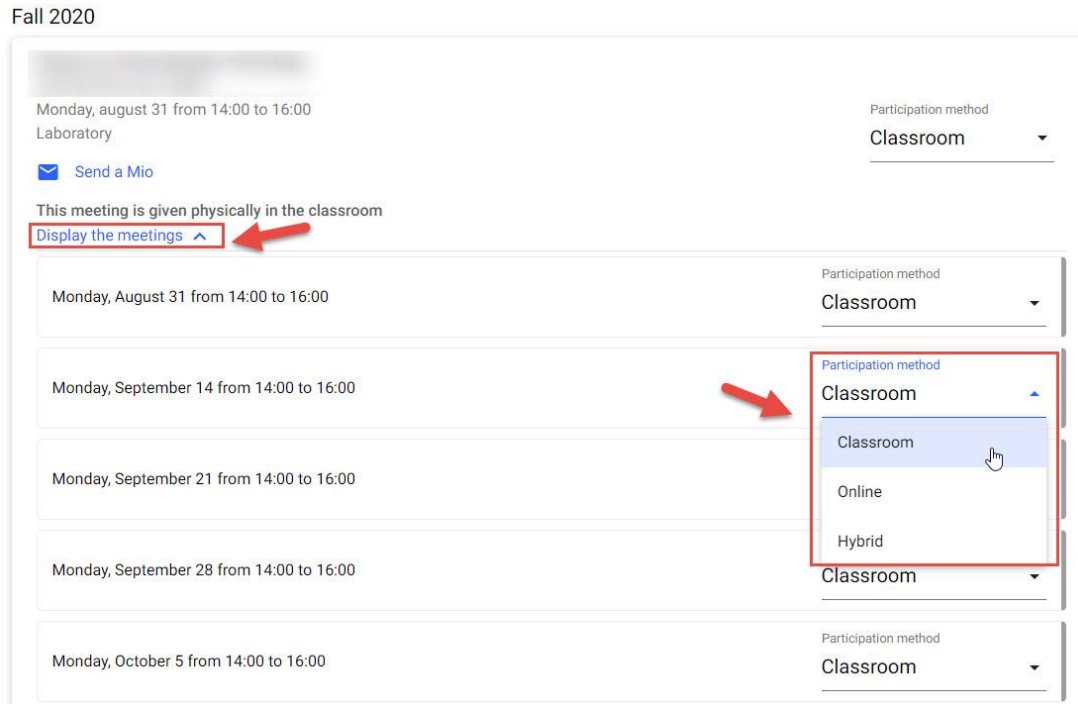 Fall 2020
Monday, august 31 from 14:00 to 16:00
Laboratory
Participation method
Classroom
Send a Mio
This meeting is given physically in the classroom
Display the meetings
Monday, August 31 from 14:00 to 16:00
Participation method
Classroom
Monday, September 14 from 14:00 to 16:00
Participation method
Classroom
Classroom
Online
Hybrid
Monday, September 21 from 14:00 to 16:00
Monday, September 28 from 14:00 to 16:00
Classroom
Monday, October 5 from 14:00 to 16:00
Participation method
Classroom